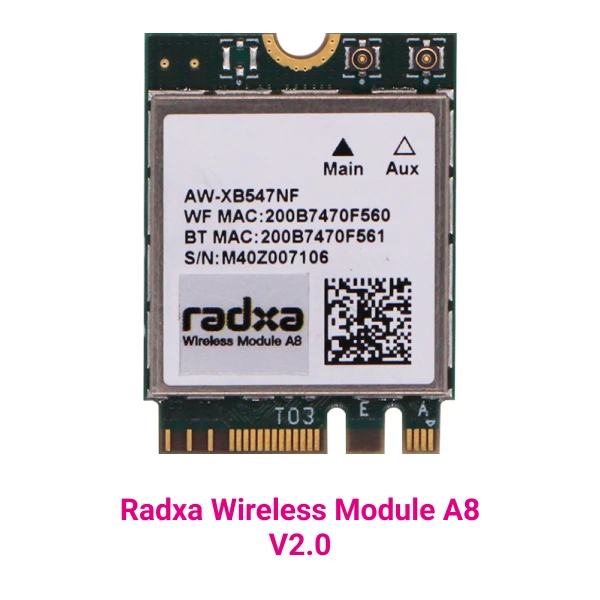 Main Aux
AW-XB547NF
WF MAC:200B7470F560
BT MAC:200B7470F561
S/N:M40Z007106
radxa
Wireless Module A8
T03 E A
Radxa Wireless Module A8
V2.0